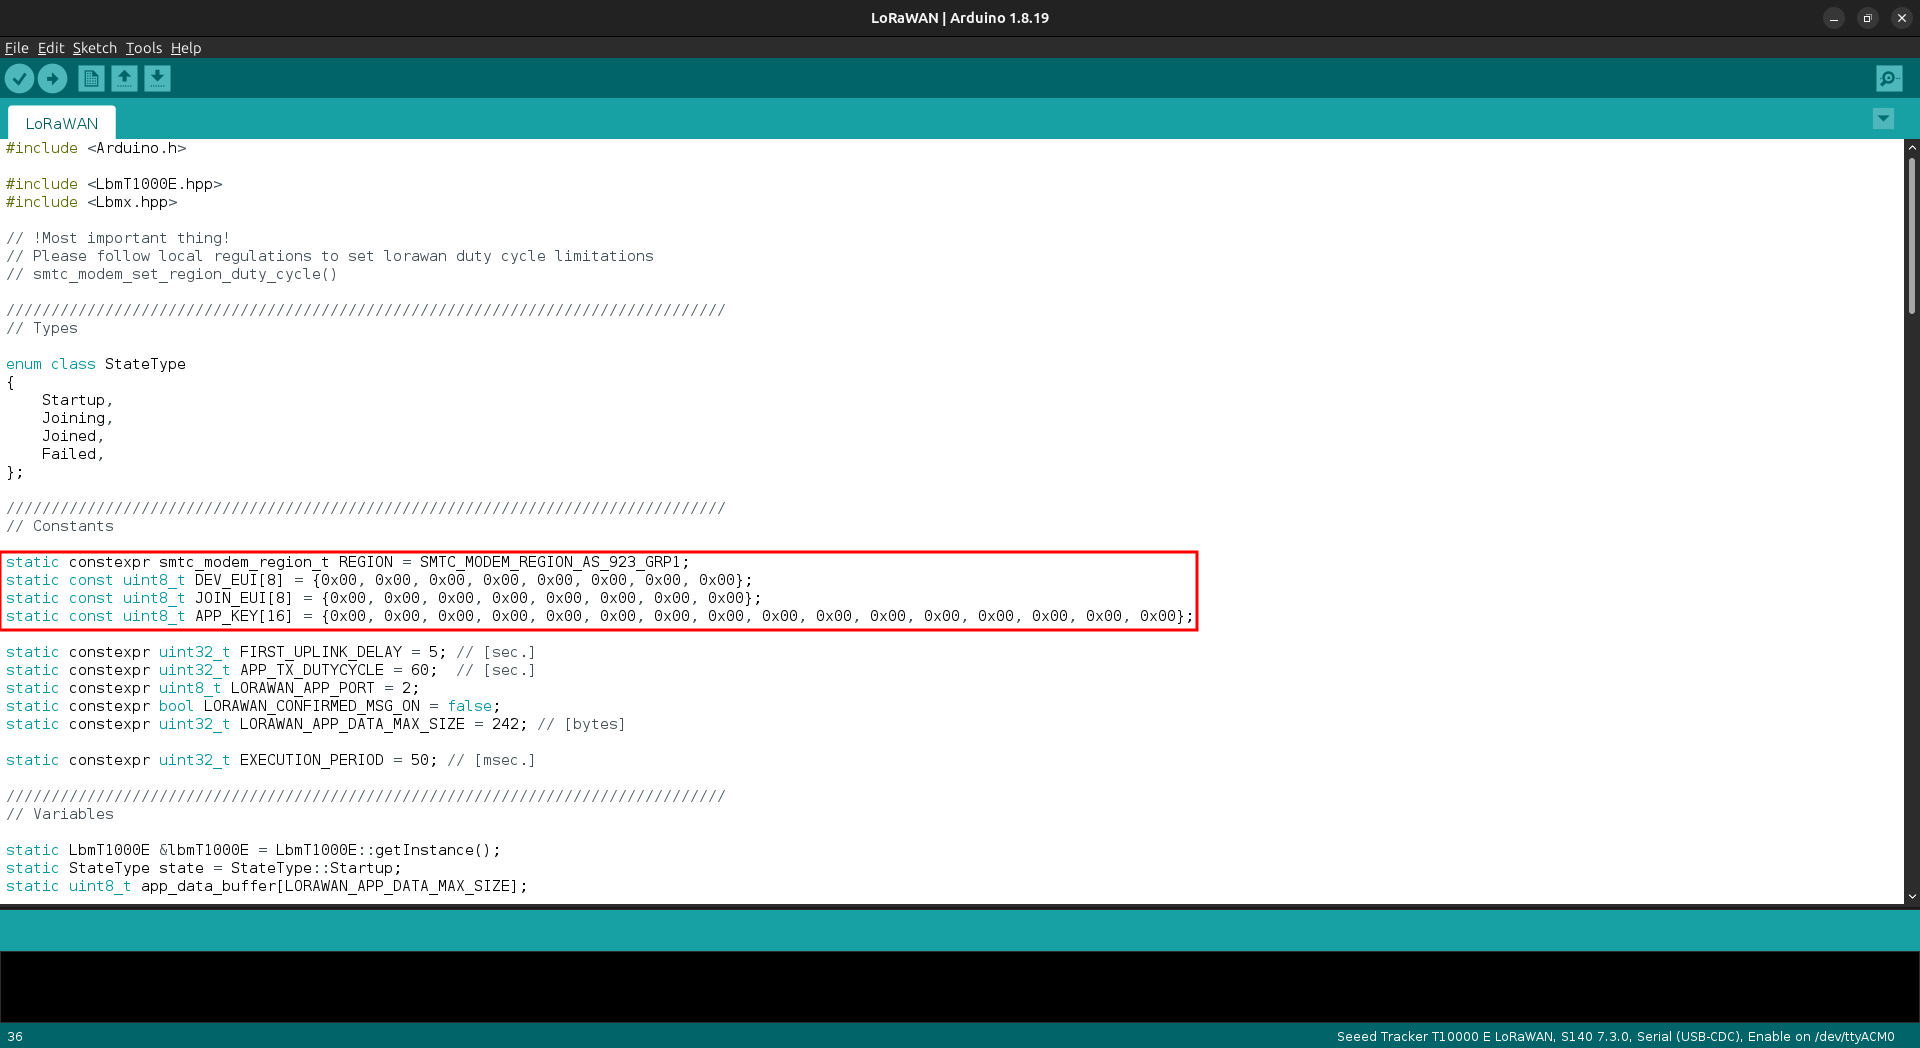 LoRaWAN | Arduino 1.8.19
File Edit Sketch Tools Help
LoRaWAN
#include <Arduino.h>
#include <LbmT1000E.hpp>
#include <Lbmx.hpp>
// !Most important thing!
// Please follow local regulations to set lorawan duty cycle limitations
// smtc_modem_set_region_duty_cycle()
////////////////////////////////////////////////////////////////////////////////
// Types
enum class StateType
{
    Startup,
    Joining,
    Joined,
    Failed,
};
////////////////////////////////////////////////////////////////////////////////
// Constants
static constexpr smtc_modem_region_t REGION = SMTC_MODEM_REGION_AS_923_GRP1;
static const uint8_t DEV_EUI[8] = {0x00, 0x00, 0x00, 0x00, 0x00, 0x00, 0x00, 0x00};
static const uint8_t JOIN_EUI[8] = {0x00, 0x00, 0x00, 0x00, 0x00, 0x00, 0x00, 0x00};
static const uint8_t APP_KEY[16] = {0x00, 0x00, 0x00, 0x00, 0x00, 0x00, 0x00, 0x00, 0x00, 0x00, 0x00, 0x00, 0x00, 0x00, 0x00, 0x00};
static constexpr uint32_t FIRST_UPLINK_DELAY = 5; // [sec.]
static constexpr uint32_t APP_TX_DUTYCYCLE = 60;  // [sec.]
static constexpr uint8_t LORAWAN_APP_PORT = 2;
static constexpr bool LORAWAN_CONFIRMED_MSG_ON = false;
static constexpr uint32_t LORAWAN_APP_DATA_MAX_SIZE = 242; // [bytes]
static constexpr uint32_t EXECUTION_PERIOD = 50; // [msec.]
////////////////////////////////////////////////////////////////////////////////
// Variables
static LbmT1000E &lbmT1000E = LbmT1000E::getInstance();
static StateType state = StateType::Startup;
static uint8_t app_data_buffer[LORAWAN_APP_DATA_MAX_SIZE];
36
Seeed Tracker T10000 E LoRaWAN, S140 7.3.0, Serial (USB-CDC), Enable on /dev/ttyACM0